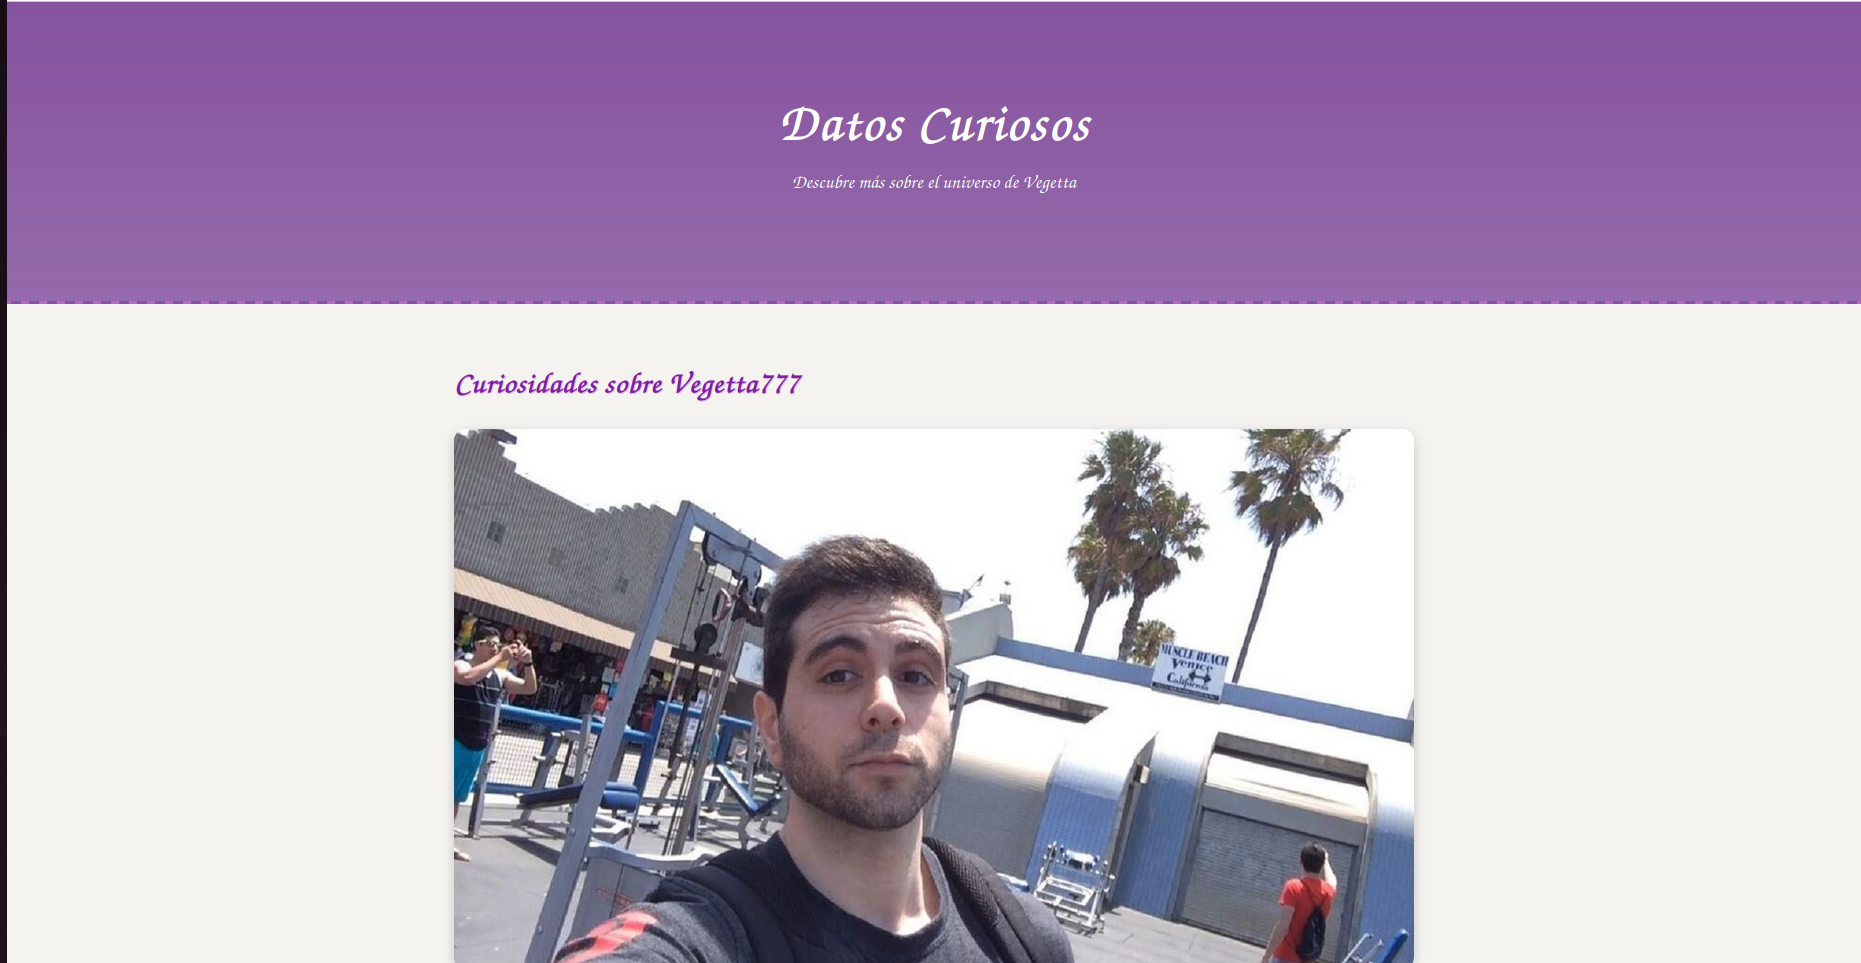 Datos Curiosos
Descubre más sobre el universo de Vegetta
Curiosidades sobre Vegetta777
MUSCLE BEACH
Venice
California